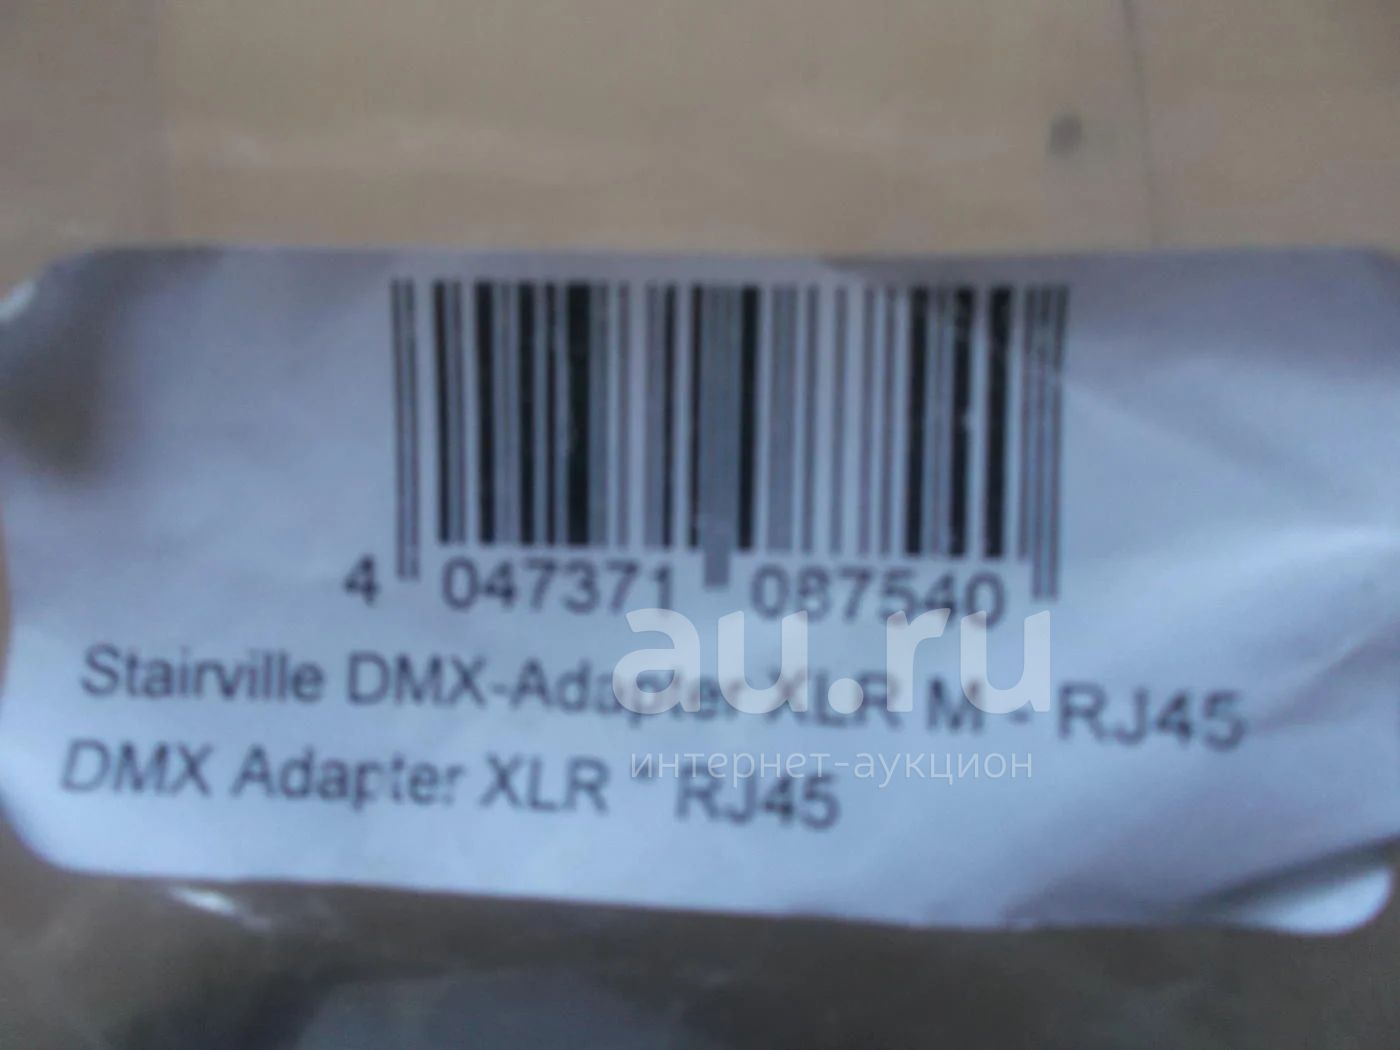 4 047371 087540
Stairville DMX-Adapter XLR M - RJ45
DMX Adapter XLR " RJ45
au.ru
интернет-аукцион